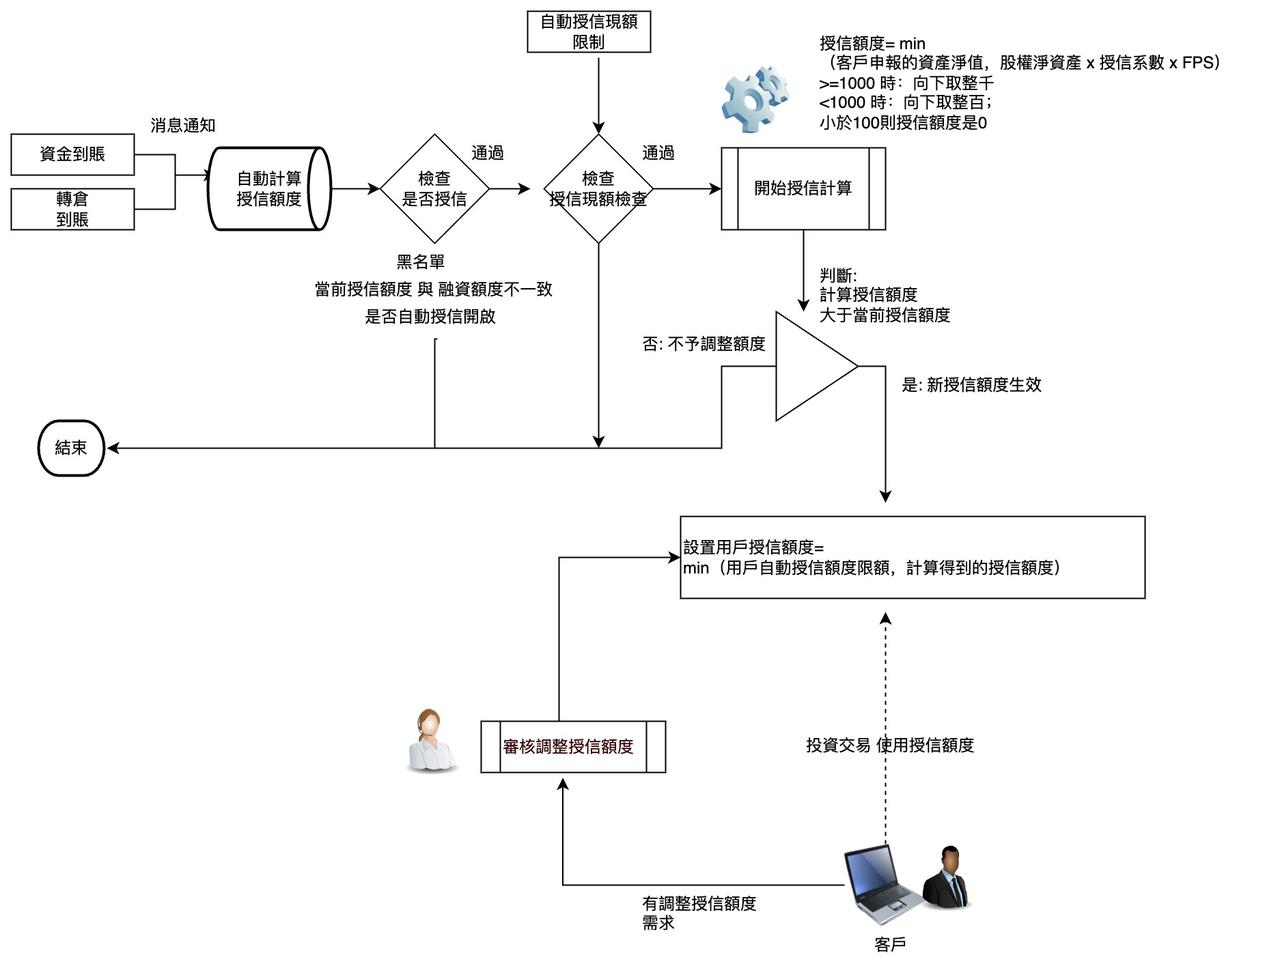 自動授信現額
限制
授信額度= min
（客戶申報的資產淨值，股權淨資產 x 授信系數 x FPS）
>=1000 時：向下取整千
<1000 時：向下取整百；
小於100則授信額度是0
消息通知
資金到賬
轉倉
到賬
自動計算
授信額度
檢查
是否授信
通過
檢查
授信現額檢查
通過
開始授信計算
黑名單
當前授信額度 與 融資額度不一致
是否自動授信開啟
判斷:
計算授信額度
大于當前授信額度
否: 不予調整額度
是: 新授信額度生效
結束
設置用戶授信額度=
min（用戶自動授信額度限額，計算得到的授信額度）
審核調整授信額度
投資交易 使用授信額度
有調整授信額度
需求
客戶